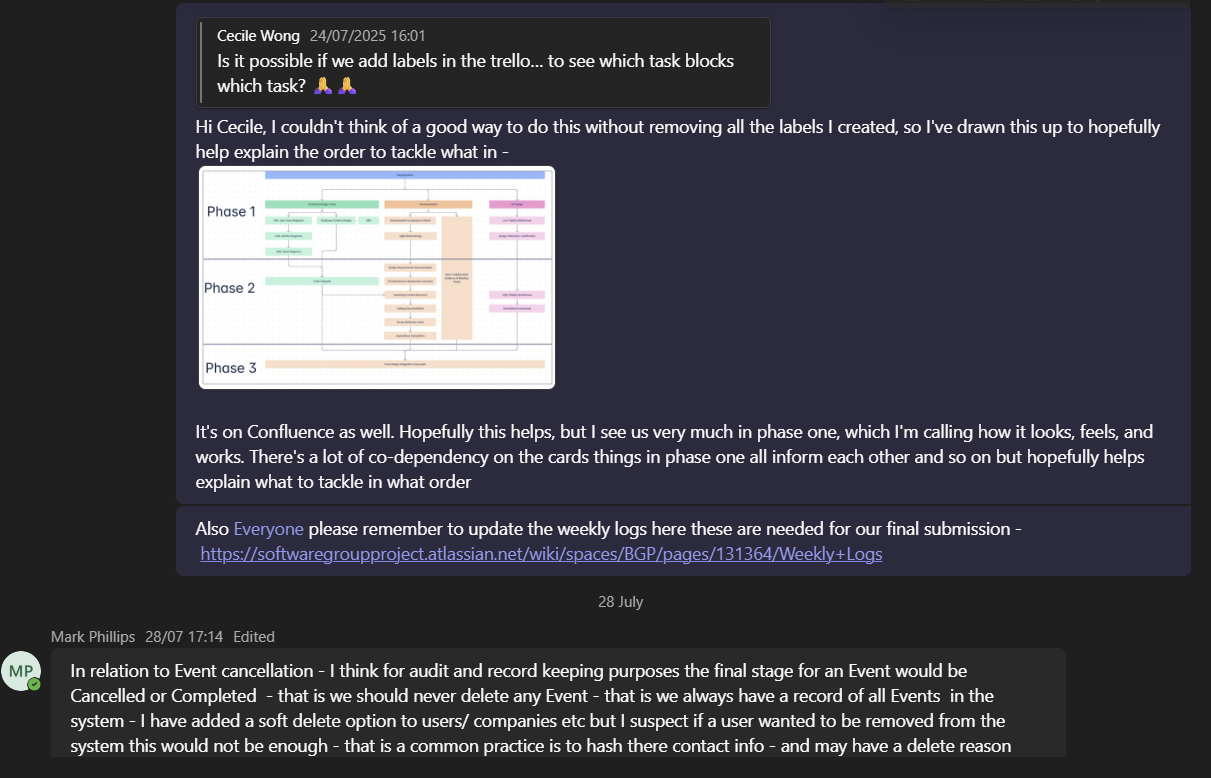 Cecile Wong 24/07/2025 16:01
Is it possible if we add labels in the trello... to see which task blocks
which task? 🙏 🙏
Hi Cecile, I couldn't think of a good way to do this without removing all the labels I created, so I've drawn this up to hopefully
help explain the order to tackle what in -
Phase 1
Phase 2
Phase 3
It's on Confluence as well. Hopefully this helps, but I see us very much in phase one, which I'm calling how it looks, feels, and
works. There's a lot of co-dependency on the cards things in phase one all inform each other and so on but hopefully helps
explain what to tackle in what order
Also Everyone please remember to update the weekly logs here these are needed for our final submission -
https://softwaregroupproject.atlassian.net/wiki/spaces/BGP/pages/131364/Weekly+Logs
28 July
Mark Phillips 28/07 17:14 Edited
MP
In relation to Event cancellation - I think for audit and record keeping purposes the final stage for an Event would be
Cancelled or Completed - that is we should never delete any Event - that is we always have a record of all Events in the
system - I have added a soft delete option to users/ companies etc but I suspect if a user wanted to be removed from the
system this would not be enough - that is a common practice is to hash there contact info - and may have a delete reason